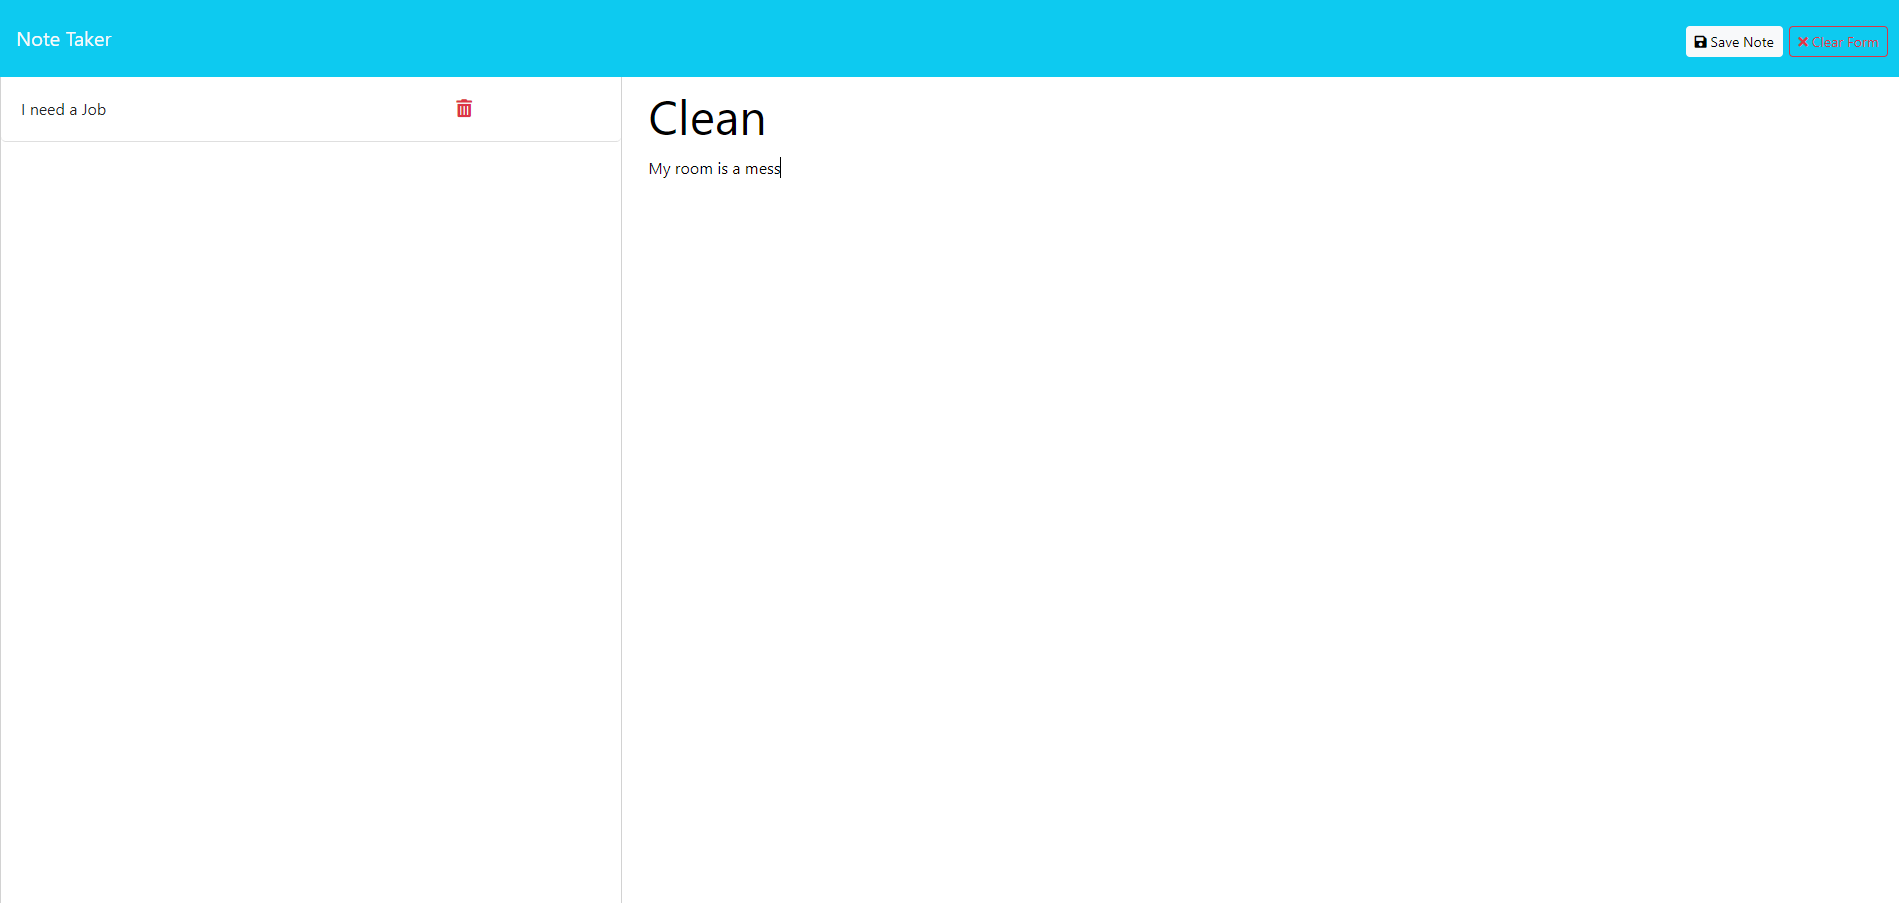 Note Taker
Save Note
Clear Form
I need a Job
Clean
My room is a mess